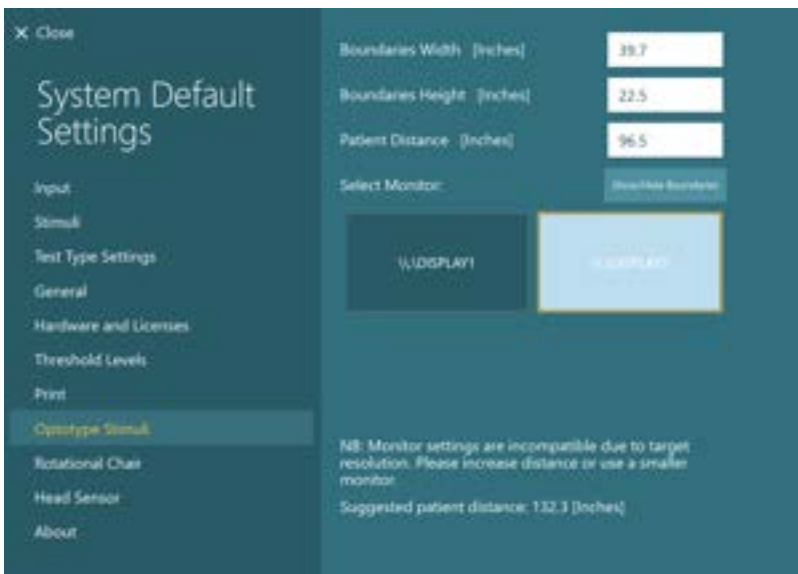 ✕ Close
System Default
Settings
Input
Stimuli
Test Type Settings
General
Hardware and Licenses
Threshold Levels
Print
Optotype Stimuli
Rotational Chair
Head Sensor
About
Boundaries Width [Inches] 39.7
Boundaries Height [Inches] 22.5
Patient Distance [Inches] 96.5
Select Monitor: Show/Hide Boundaries
\\.\DISPLAY1
NB: Monitor settings are incompatible due to target
resolution. Please increase distance or use a smaller
monitor.
Suggested patient distance: 132.3 [Inches]